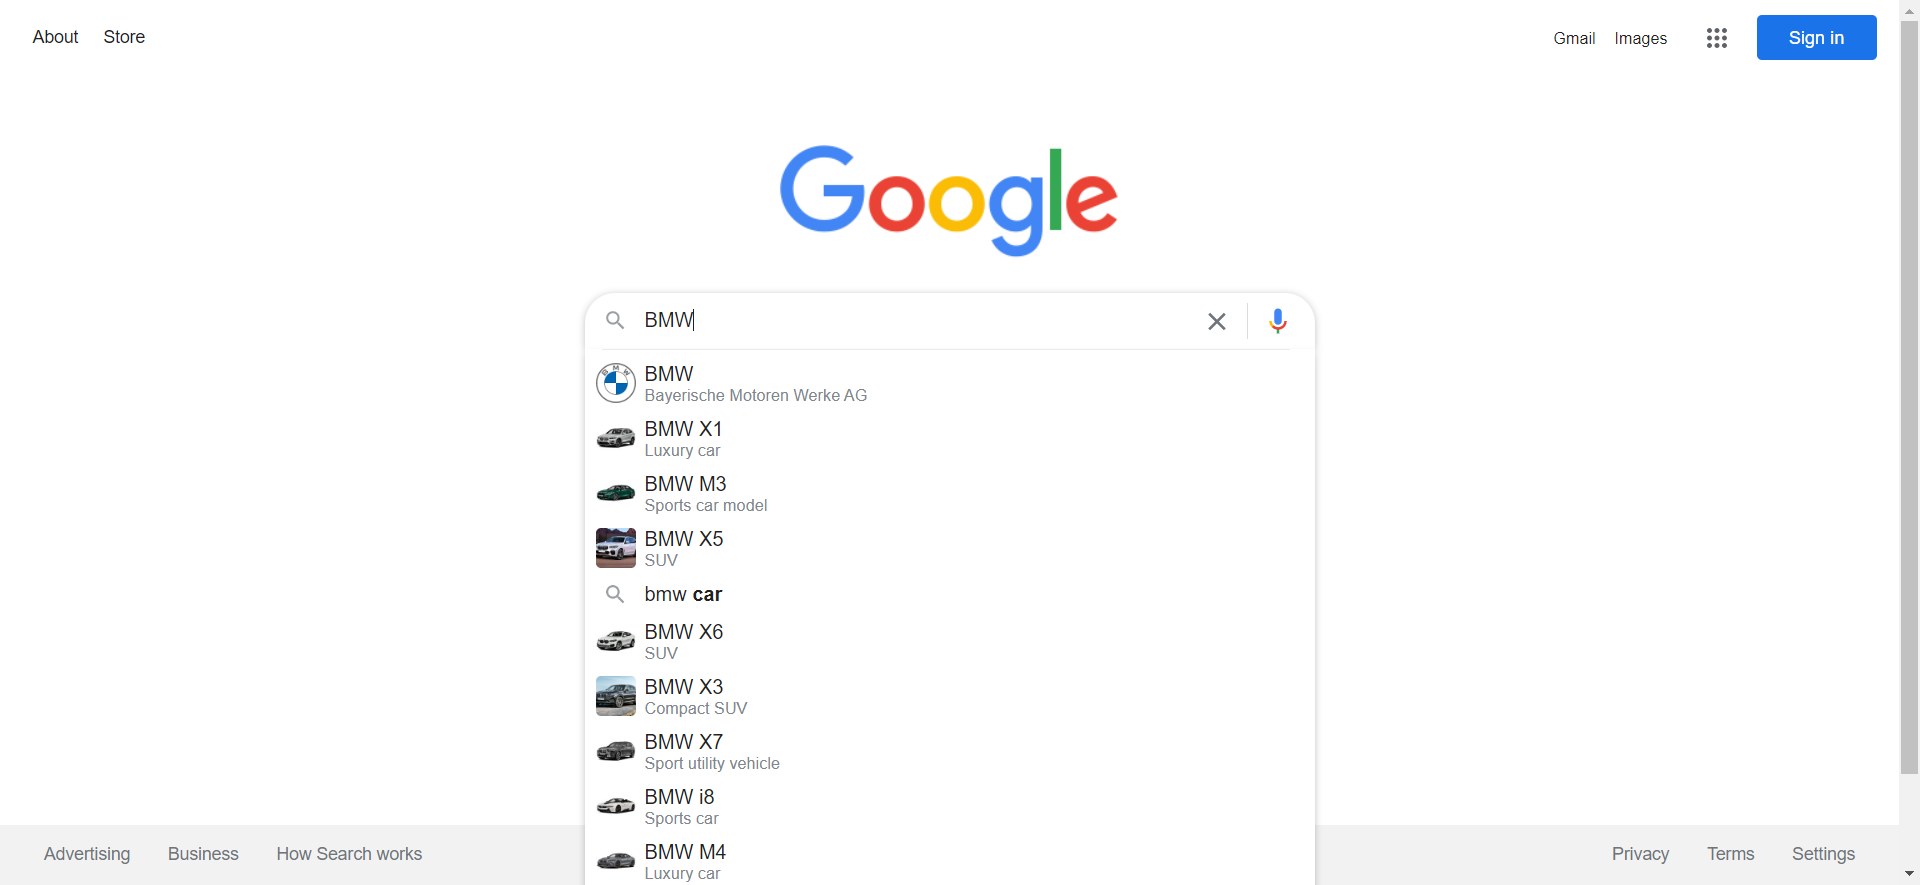 About Store Gmail Images Sign in
Google
BMW
BMW
Bayerische Motoren Werke AG
BMW X1
Luxury car
BMW M3
Sports car model
BMW X5
SUV
bmw car
BMW X6
SUV
BMW X3
Compact SUV
BMW X7
Sport utility vehicle
BMW i8
Sports car
BMW M4
Luxury car
Advertising Business How Search works Privacy Terms Settings